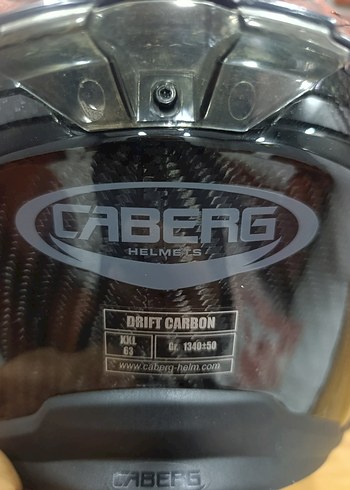 CABERG
HELMETS
DRIFT CARBON
XXL
63
Gr. 1340±50
www.caberg-helm.com
CABERG